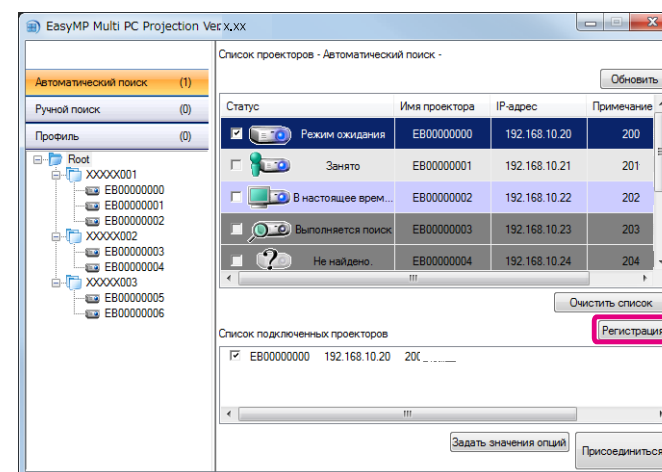 EasyMP Multi PC Projection Ver.x.xx
Список проекторов - Автоматический поиск -
Автоматический поиск (1)
Обновить
Ручной поиск (0)
Профиль (0)
Статус Имя проектора IP-адрес Примечание
Режим ожидания EB00000000 192.168.10.20 200
Занято EB00000001 192.168.10.21 201
В настоящее врем... EB00000002 192.168.10.22 202
Выполняется поиск EB00000003 192.168.10.23 203
Не найдено. EB00000004 192.168.10.24 204
Root
XXXXX001
EB00000000
EB00000001
EB00000002
XXXXX002
EB00000003
EB00000004
XXXXX003
EB00000005
EB00000006
Очистить список
Регистрация
Список подключенных проекторов
EB00000000 192.168.10.20
Задать значения опций
Присоединиться